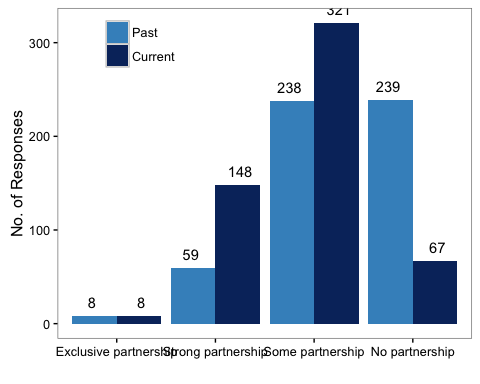 Past
Current
No. of Responses
300
200
100
0
8
8
59
148
238
321
239
67
Exclusive partnership
Strong partnership
Some partnership
No partnership